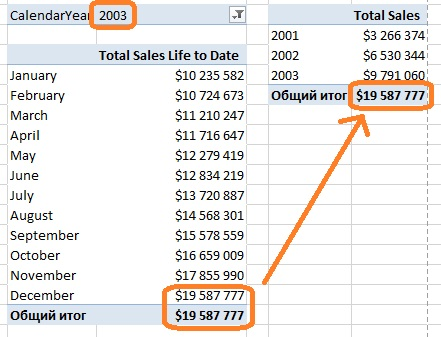 CalendarYear 2003
Total Sales Life to Date
January $10 235 582
February $10 724 673
March $11 210 247
April $11 716 647
May $12 279 419
June $12 834 219
July $13 720 887
August $14 568 301
September $15 578 559
October $16 659 009
November $17 855 990
December $19 587 777
Общий итог $19 587 777
Total Sales
2001 $3 266 374
2002 $6 530 344
2003 $9 791 060
Общий итог $19 587 777